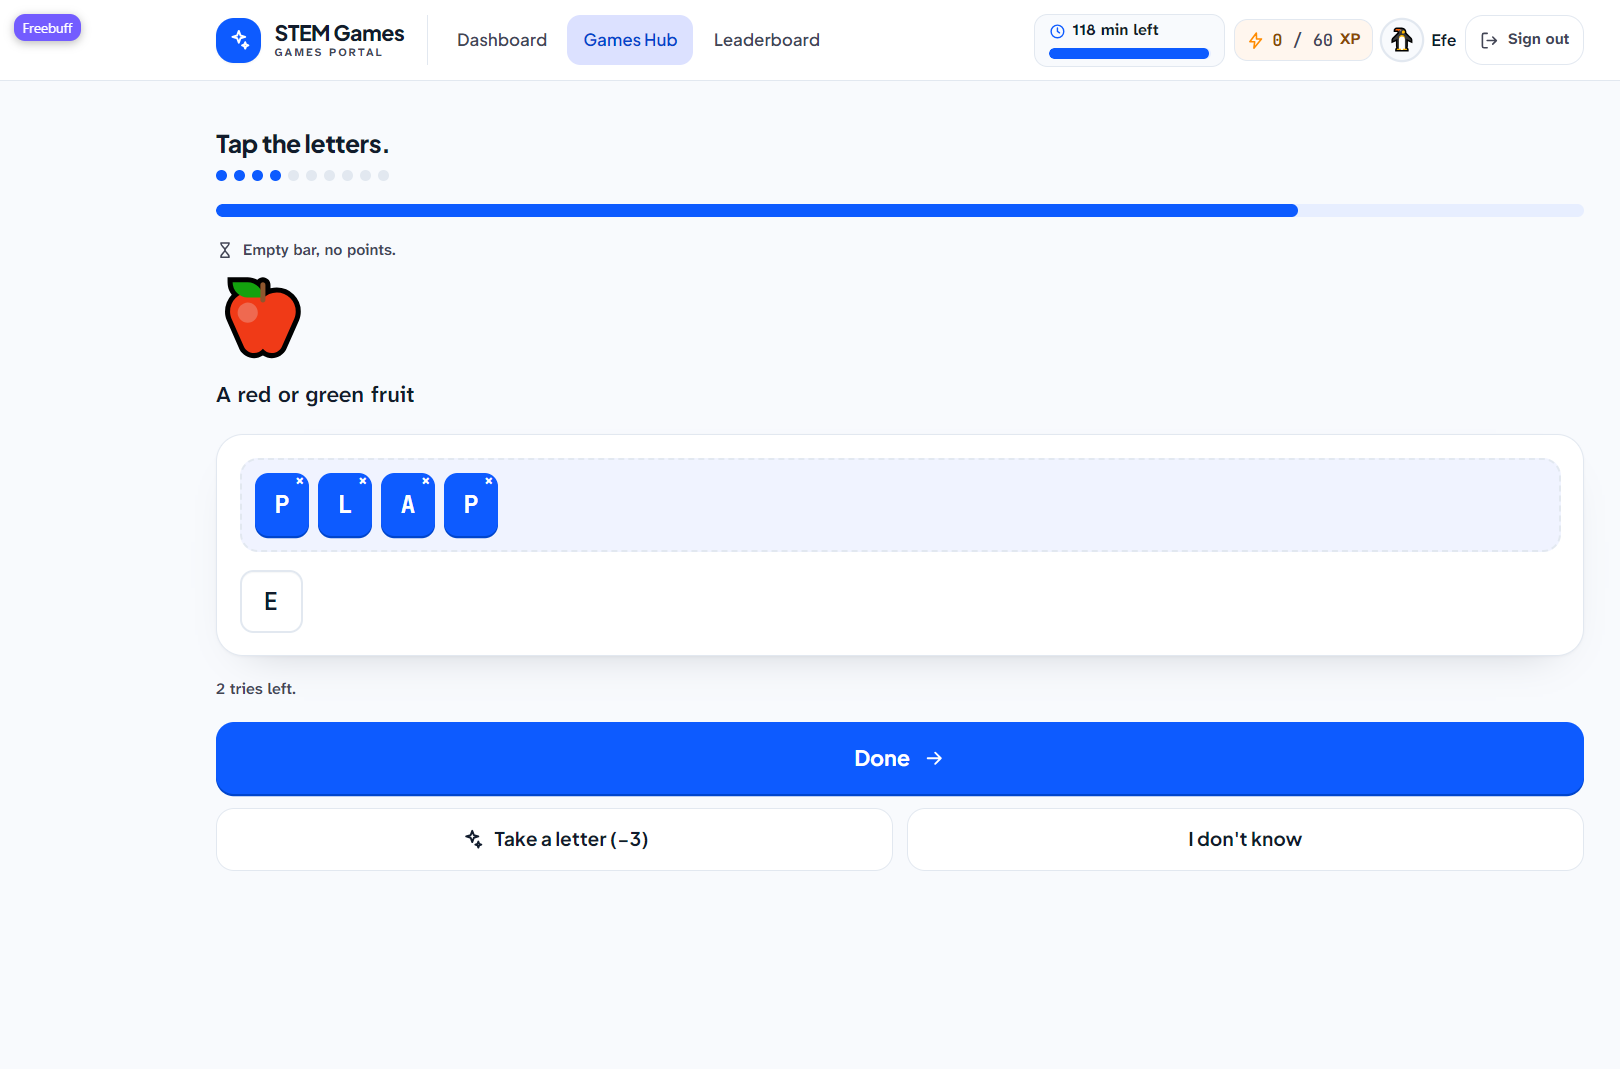 Freebuff
STEM Games
GAMES PORTAL
Dashboard
Games Hub
Leaderboard
118 min left
0 / 60 XP
Efe
Sign out
Tap the letters.
Empty bar, no points.
A red or green fruit
P L A P
E
2 tries left.
Done →
Take a letter (−3)
I don't know